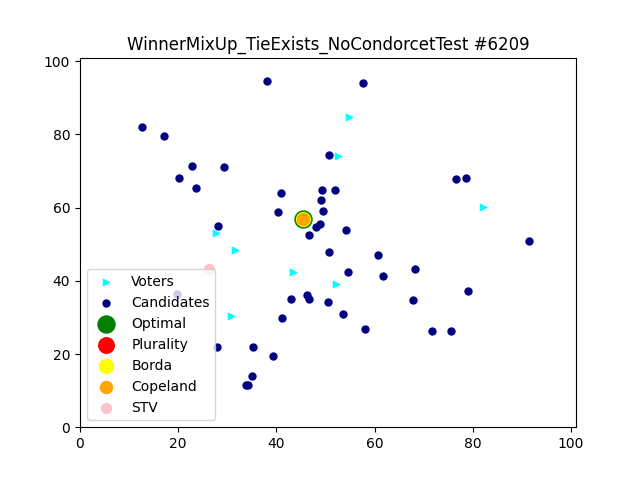 WinnerMixUp_TieExists_NoCondorcetTest #6209
100
80
60
40
20
0
Voters
Candidates
Optimal
Plurality
Borda
Copeland
STV
0 20 40 60 80 100